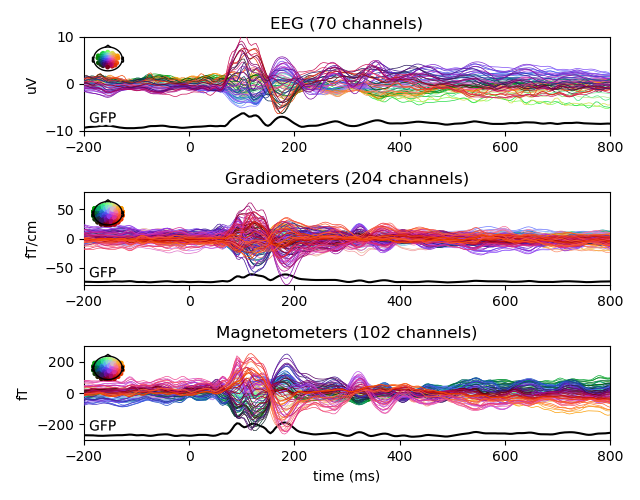 EEG (70 channels)
10
0
−10
uV
GFP
−200 0 200 400 600 800
Gradiometers (204 channels)
50
0
−50
fT/cm
GFP
−200 0 200 400 600 800
Magnetometers (102 channels)
200
0
−200
fT
GFP
−200 0 200 400 600 800
time (ms)